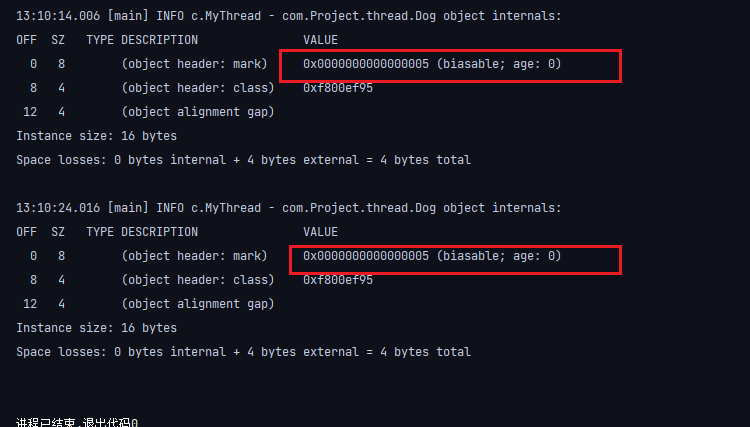 13:10:14.006 [main] INFO c.MyThread - com.Project.thread.Dog object internals:
OFF  SZ   TYPE DESCRIPTION               VALUE
  0   8        (object header: mark)     0x0000000000000005 (biasable; age: 0)
  8   4        (object header: class)    0xf800ef95
 12   4        (object alignment gap)
Instance size: 16 bytes
Space losses: 0 bytes internal + 4 bytes external = 4 bytes total
13:10:24.016 [main] INFO c.MyThread - com.Project.thread.Dog object internals:
OFF  SZ   TYPE DESCRIPTION               VALUE
  0   8        (object header: mark)     0x0000000000000005 (biasable; age: 0)
  8   4        (object header: class)    0xf800ef95
 12   4        (object alignment gap)
Instance size: 16 bytes
Space losses: 0 bytes internal + 4 bytes external = 4 bytes total
进程已结束,退出代码0